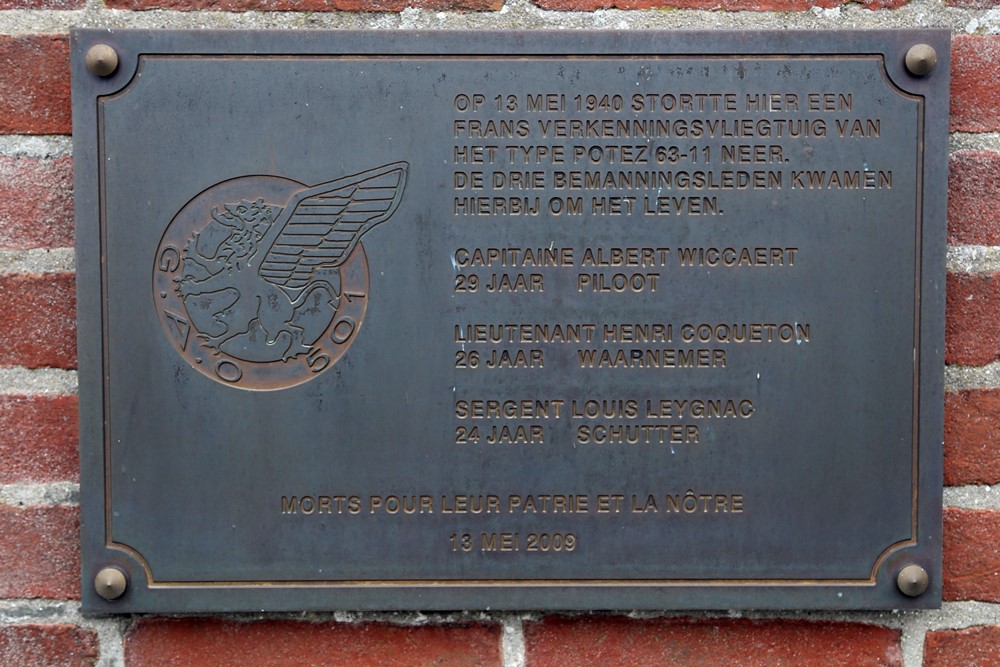 OP 13 MEI 1940 STORTTE HIER EEN
FRANS VERKENNINGSVLIEGTUIG VAN
HET TYPE POTEZ 63-11 NEER.
DE DRIE BEMANNINGSLEDEN KWAMEN
HIERBIJ OM HET LEVEN.
G.A.O 501
CAPITAINE ALBERT WICCAERT
29 JAAR PILOOT
LIEUTENANT HENRI COQUETON
26 JAAR WAARNEMER
SERGENT LOUIS LEYGNAC
24 JAAR SCHUTTER
MORTS POUR LEUR PATRIE ET LA NÔTRE
13 MEI 2009